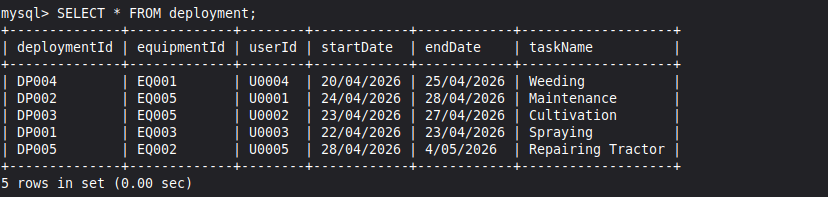 mysql> SELECT * FROM deployment;
+--------------+-------------+--------+------------+------------+-------------------+
| deploymentId | equipmentId | userId | startDate  | endDate    | taskName          |
+--------------+-------------+--------+------------+------------+-------------------+
| DP004        | EQ001       | U0004  | 20/04/2026 | 25/04/2026 | Weeding           |
| DP002        | EQ005       | U0001  | 24/04/2026 | 28/04/2026 | Maintenance       |
| DP003        | EQ005       | U0002  | 23/04/2026 | 27/04/2026 | Cultivation       |
| DP001        | EQ003       | U0003  | 22/04/2026 | 23/04/2026 | Spraying          |
| DP005        | EQ002       | U0005  | 28/04/2026 | 4/05/2026  | Repairing Tractor |
+--------------+-------------+--------+------------+------------+-------------------+
5 rows in set (0.00 sec)